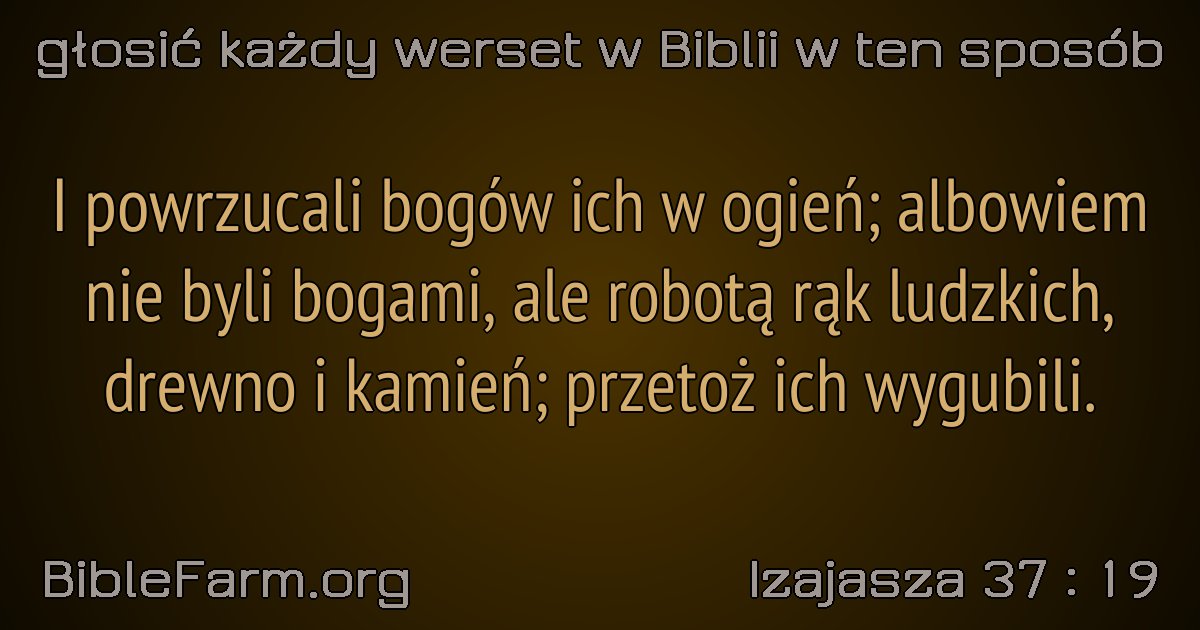 głosić każdy werset w Biblii w ten sposób
I powrzucali bogów ich w ogień; albowiem
nie byli bogami, ale robotą rąk ludzkich,
drewno i kamień; przetoż ich wygubili.
BibleFarm.org
Izajasza 37 : 19